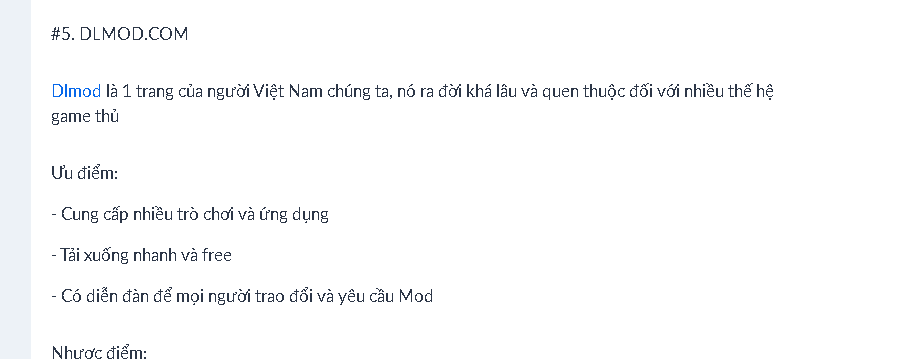 #5. DLMOD.COM
Dlmod là 1 trang của người Việt Nam chúng ta, nó ra đời khá lâu và quen thuộc đối với nhiều thế hệ
game thủ
Ưu điểm:
- Cung cấp nhiều trò chơi và ứng dụng
- Tải xuống nhanh và free
- Có diễn đàn để mọi người trao đổi và yêu cầu Mod
Nhược điểm: